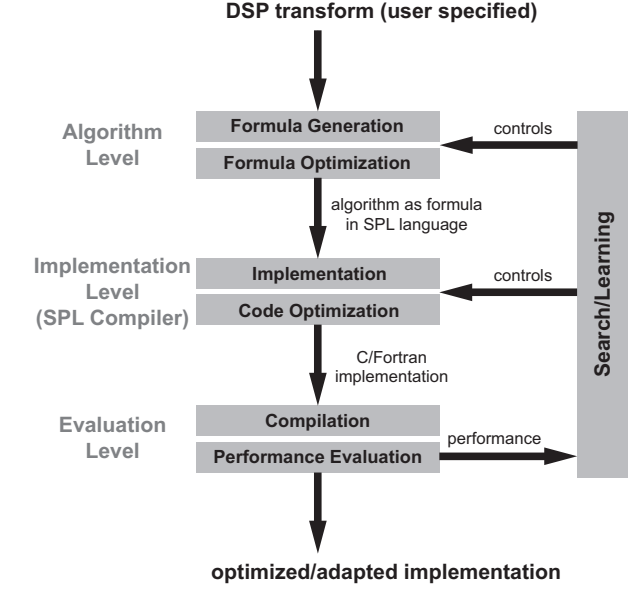 DSP transform (user specified)
Algorithm
Level
Formula Generation
Formula Optimization
controls
algorithm as formula
in SPL language
Implementation
Level
(SPL Compiler)
Implementation
Code Optimization
controls
Search/Learning
C/Fortran
implementation
Evaluation
Level
Compilation
Performance Evaluation
performance
optimized/adapted implementation